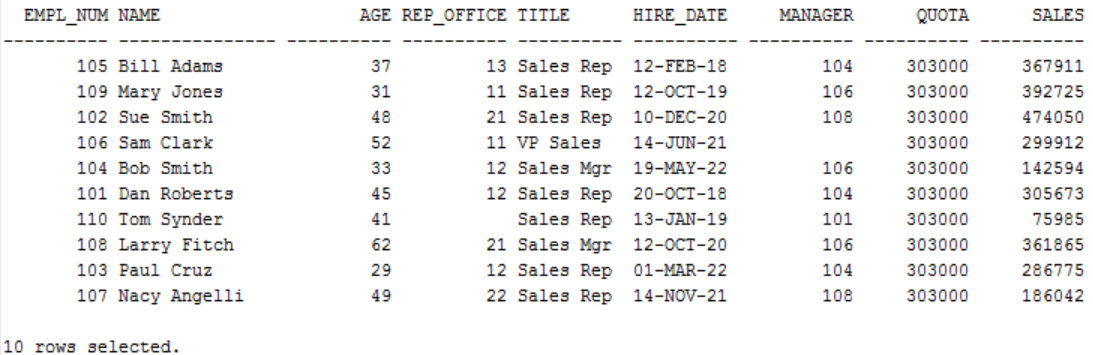 EMPL_NUM NAME AGE REP_OFFICE TITLE HIRE_DATE MANAGER QUOTA SALES
---------- --------------- ---------- ---------- ---------- --------- ---------- ---------- ----------
105 Bill Adams 37 13 Sales Rep 12-FEB-18 104 303000 367911
109 Mary Jones 31 11 Sales Rep 12-OCT-19 106 303000 392725
102 Sue Smith 48 21 Sales Rep 10-DEC-20 108 303000 474050
106 Sam Clark 52 11 VP Sales 14-JUN-21 303000 299912
104 Bob Smith 33 12 Sales Mgr 19-MAY-22 106 303000 142594
101 Dan Roberts 45 12 Sales Rep 20-OCT-18 104 303000 305673
110 Tom Synder 41 Sales Rep 13-JAN-19 101 303000 75985
108 Larry Fitch 62 21 Sales Mgr 12-OCT-20 106 303000 361865
103 Paul Cruz 29 12 Sales Rep 01-MAR-22 104 303000 286775
107 Nacy Angelli 49 22 Sales Rep 14-NOV-21 108 303000 186042
10 rows selected.